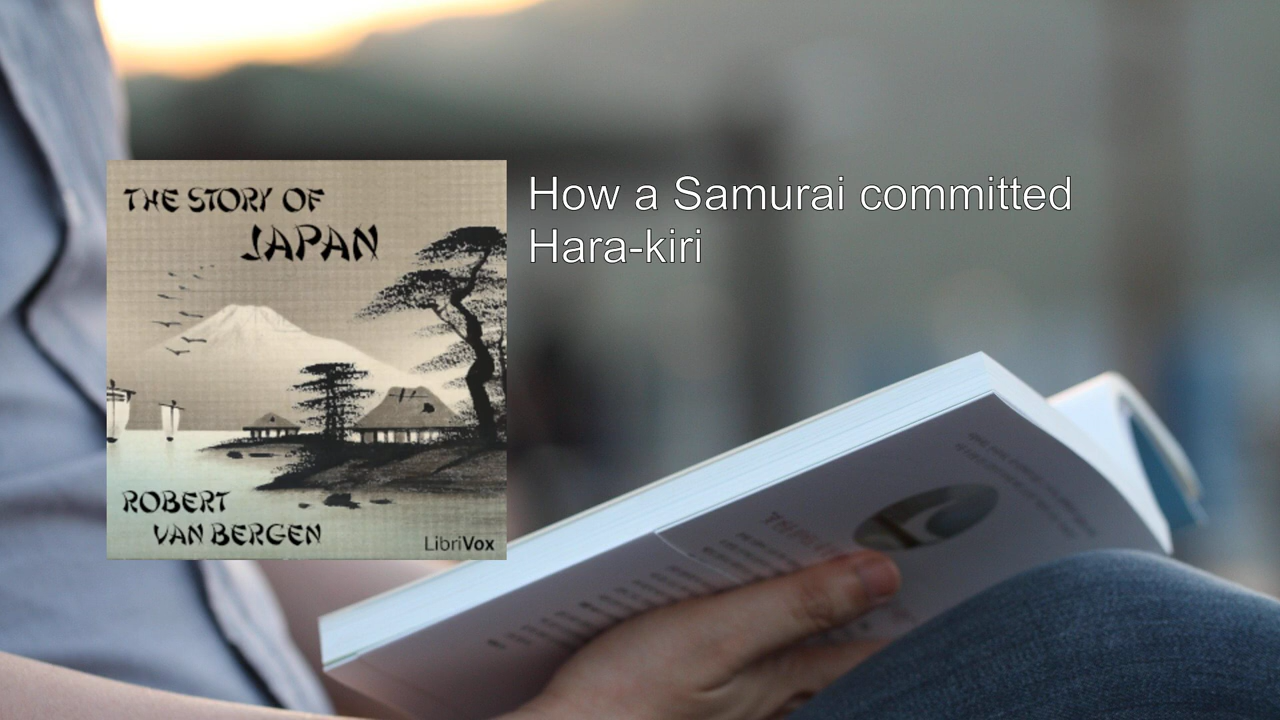 THE STORY OF
JAPAN
ROBERT
VAN BERGEN
LibriVox
How a Samurai committed
Hara-kiri